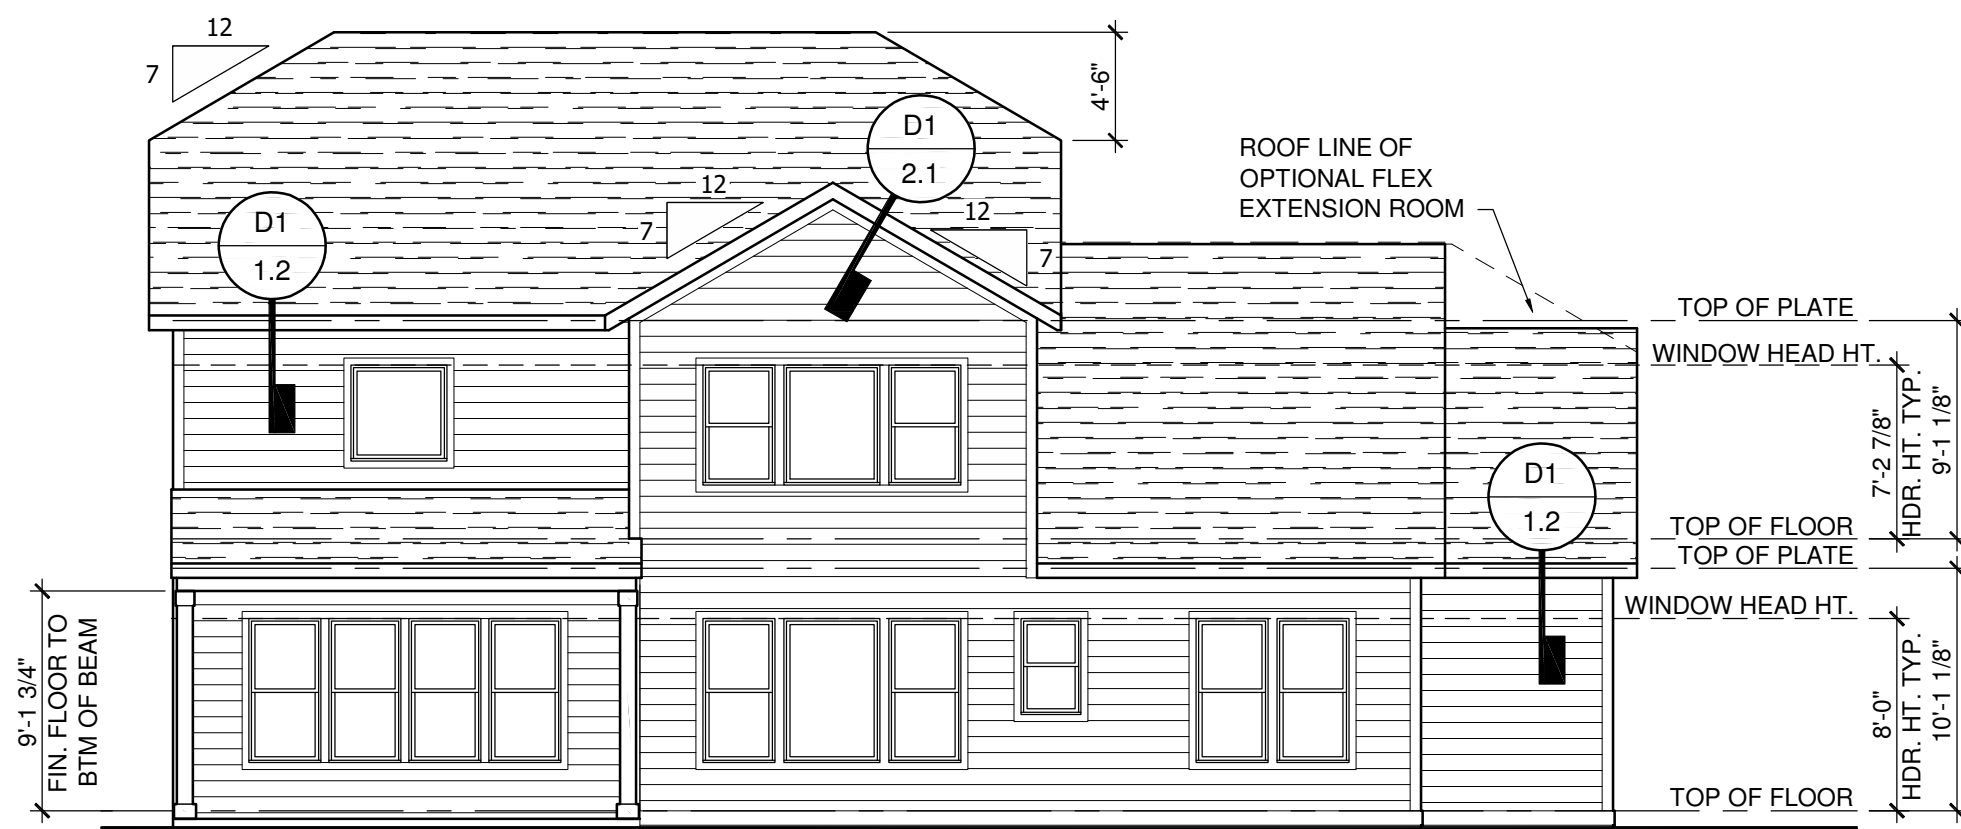 12
7
4'-6"
D1
2.1
ROOF LINE OF
OPTIONAL FLEX
EXTENSION ROOM
12
7
12
7
D1
1.2
TOP OF PLATE
WINDOW HEAD HT.
7'-2 7/8"
HDR. HT. TYP.
9'-1 1/8"
D1
1.2
TOP OF FLOOR
TOP OF PLATE
WINDOW HEAD HT.
9'-1 3/4"
FIN. FLOOR TO
BTM OF BEAM
8'-0"
HDR. HT. TYP.
10'-1 1/8"
TOP OF FLOOR